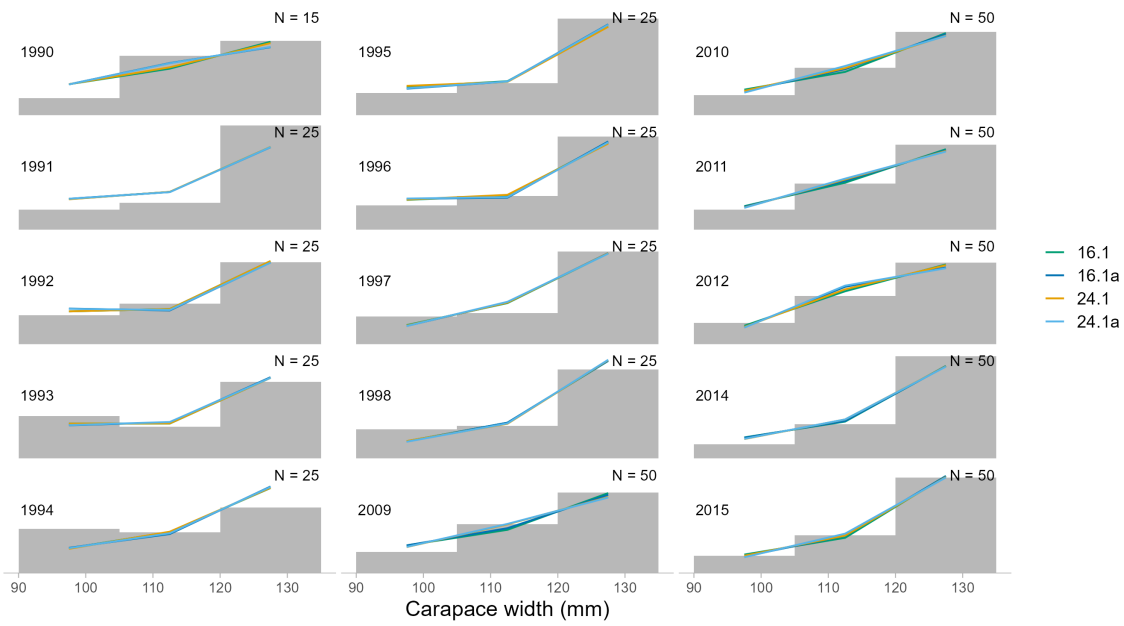 N = 15
1990
N = 25
1995
N = 50
2010
N = 25
1991
N = 25
1996
N = 50
2011
N = 25
1992
N = 25
1997
N = 50
2012
N = 25
1993
N = 25
1998
N = 50
2014
N = 25
1994
N = 50
2009
N = 50
2015
90 100 110 120 130
90 100 110 120 130
90 100 110 120 130
Carapace width (mm)
16.1
16.1a
24.1
24.1a